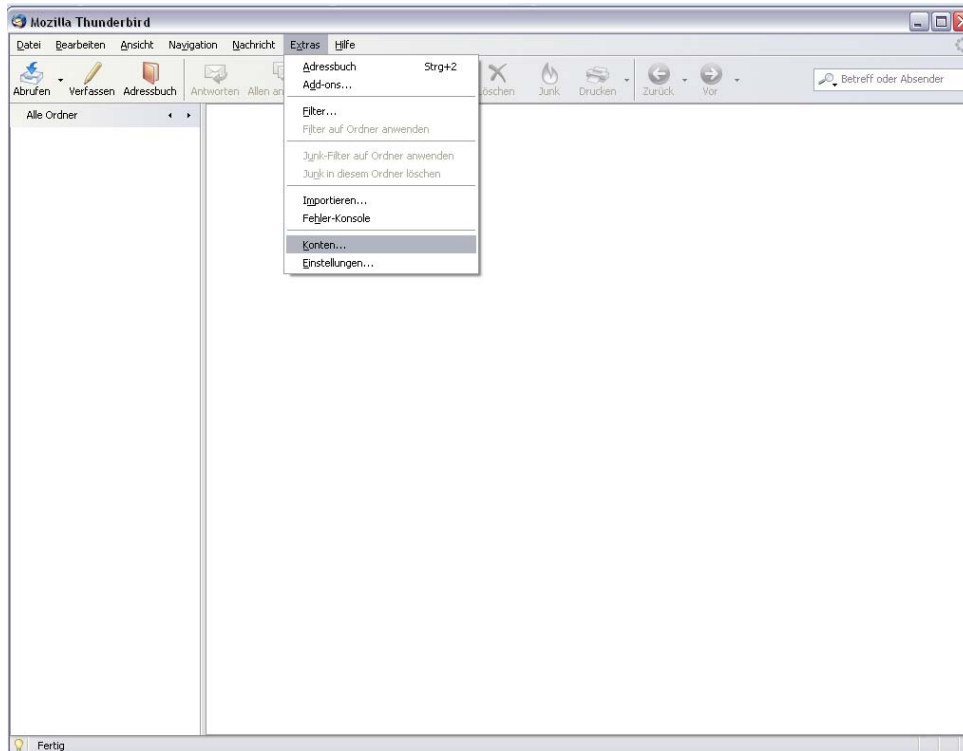 Mozilla Thunderbird
Datei Bearbeiten Ansicht Navigation Nachricht Extras Hilfe
Abrufen Verfassen Adressbuch Antworten Allen Junk Drucken Zurück Vor Betreff oder Absender
Alle Ordner
Adressbuch Strg+2
Add-ons...
Filter...
Filter auf Ordner anwenden
Junk-Filter auf Ordner anwenden
Junk in diesem Ordner löschen
Importieren...
Fehler-Konsole
Konten...
Einstellungen...
Fertig